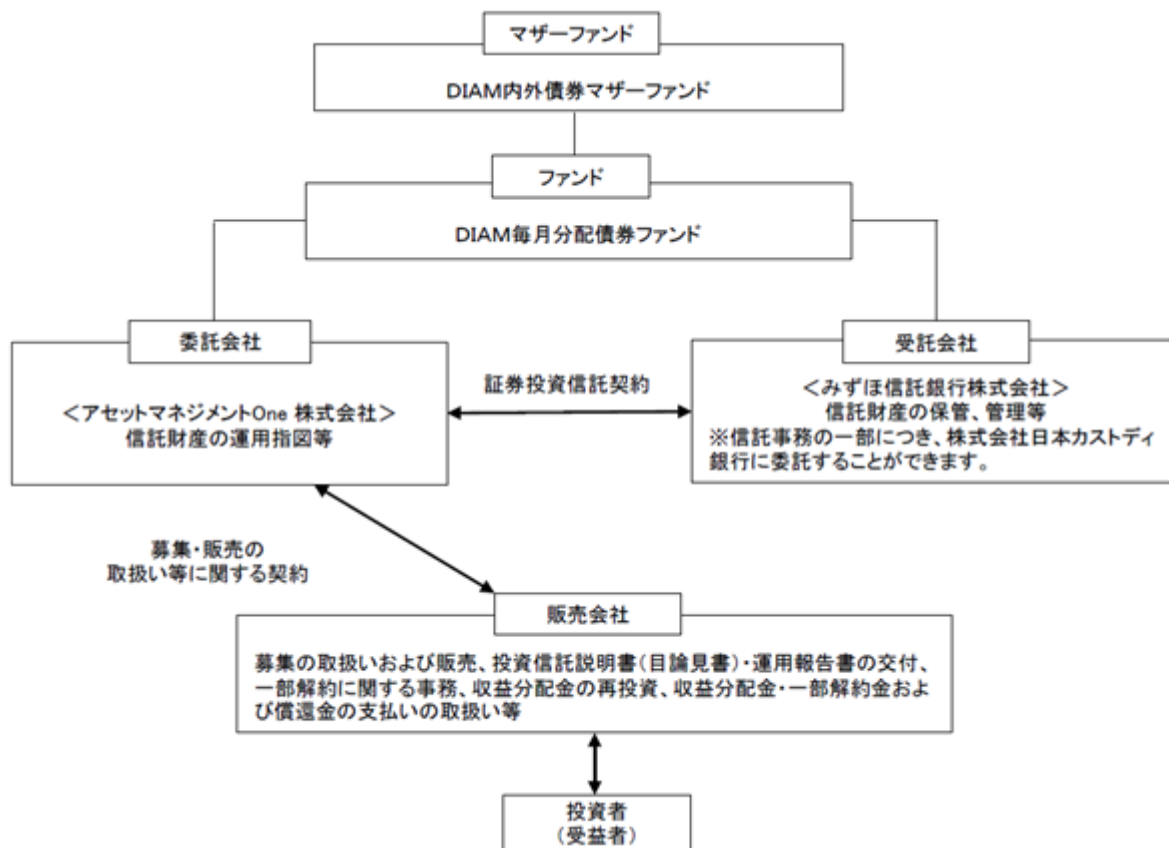 マザーファンド
DIAM内外債券マザーファンド
ファンド
DIAM毎月分配債券ファンド
委託会社
＜アセットマネジメントOne 株式会社＞
信託財産の運用指図等
証券投資信託契約
受託会社
＜みずほ信託銀行株式会社＞
信託財産の保管、管理等
※信託事務の一部につき、株式会社日本カストディ
銀行に委託することができます。
募集・販売の
取扱い等に関する契約
販売会社
募集の取扱いおよび販売、投資信託説明書（目論見書）・運用報告書の交付、
一部解約に関する事務、収益分配金の再投資、収益分配金・一部解約金およ
び償還金の支払いの取扱い等
投資者
（受益者）